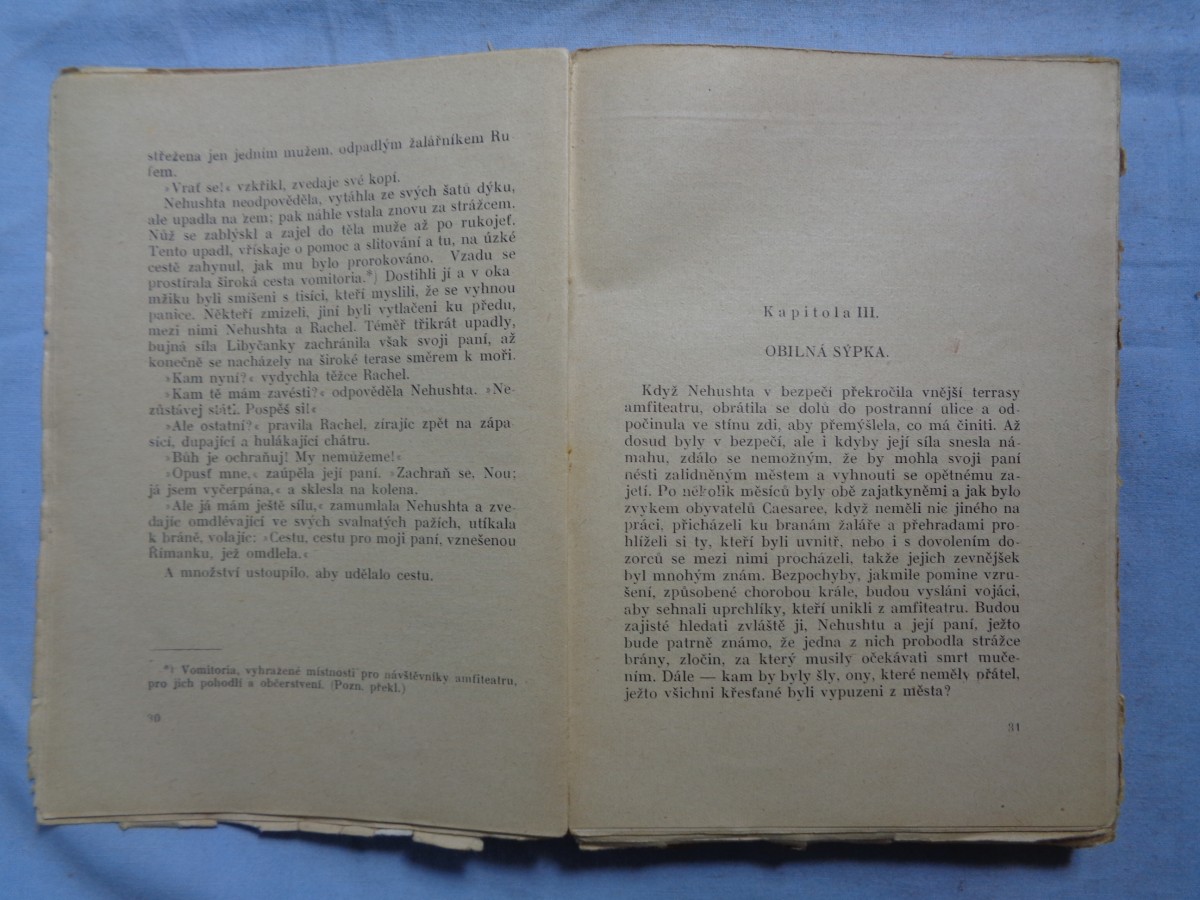 střežena jen jedním mužem, odpadlým žalářníkem Ru
fem.
»Vrať se!« vzkřikl, zvedaje své kopí.
Nehushta neodpověděla, vytáhla ze svých šatů dýku,
ale upadla na zem; pak náhle vstala znovu za strážcem.
Nůž se zablýskl a zajel do těla muže až po rukojeť.
Tento upadl, vřískaje o pomoc a slitování a tu, na úzké
cestě zahynul, jak mu bylo prorokováno. Vzadu se
prostírala široká cesta vomitoria.*) Dostihli jí a v oka
mžiku byli smíšeni s tisíci, kteří myslili, že se vyhnou
panice. Někteří zmizeli, jiní byli vytlačeni ku předu,
mezi nimi Nehushta a Rachel. Téměř třikrát upadly,
bujná síla Libyčanky zachránila však svoji paní, až
konečně se nacházely na široké terase směrem k moři.
»Kam nyní?« vydychla těžce Rachel.
»Kam tě mám zavésti?« odpověděla Nehushta. »Ne-
zůstávej státi. Pospěš si!«
»Ale ostatní?« pravila Rachel, zírajíc zpět na zápa-
sící, dupající a hulákající chátru.
»Bůh je ochraňuj! My nemůžeme!«
»Opusť mne,« zaúpěla její paní. »Zachraň se, Nou;
já jsem vyčerpána,« a sklesla na kolena.
»Ale já mám ještě sílu,« zamumlala Nehushta a zve-
dajíc omdlévající ve svých svalnatých pažích, utíkala
k bráně, volajíc: »Cestu, cestu pro moji paní, vznešenou
Římanku, jež omdlela.«
A množství ustoupilo, aby udělalo cestu.
*) Vomitoria, vyhražené místnosti pro návštěvníky amfiteatru,
pro jich pohodlí a občerstvení. (Pozn. překl.)
30
Kapitola III.
OBILNÁ SÝPKA.
Když Nehushta v bezpečí překročila vnější terrasy
amfiteatru, obrátila se dolů do postranní ulice a od-
počinula ve stínu zdi, aby přemýšlela, co má činiti. Až
dosud byly v bezpečí, ale i kdyby její síla snesla ná-
mahu, zdálo se nemožným, že by mohla svoji paní
nésti zalidněným městem a vyhnouti se opětnému za-
jetí. Po několik měsíců byly obě zajatkyněmi a jak bylo
zvykem obyvatelů Caesaree, když neměli nic jiného na
práci, přicházeli ku branám žaláře a přehradami pro-
hlíželi si ty, kteří byli uvnitř, nebo i s dovolením do-
zorců se mezi nimi procházeli, takže jejich zevnějšek
byl mnohým znám. Bezpochyby, jakmile pomine vzru-
šení, způsobené chorobou krále, budou vysláni vojáci,
aby sehnali uprchlíky, kteří unikli z amfiteatru. Budou
zajisté hledati zvláště ji, Nehushtu a její paní, ježto
bude patrně známo, že jedna z nich probodla strážce
brány, zločin, za který musily očekávati smrt muče-
ním. Dále — kam by byly šly, ony, které neměly přátel,
ježto všichni křesťané byli vypuzeni z města?
31